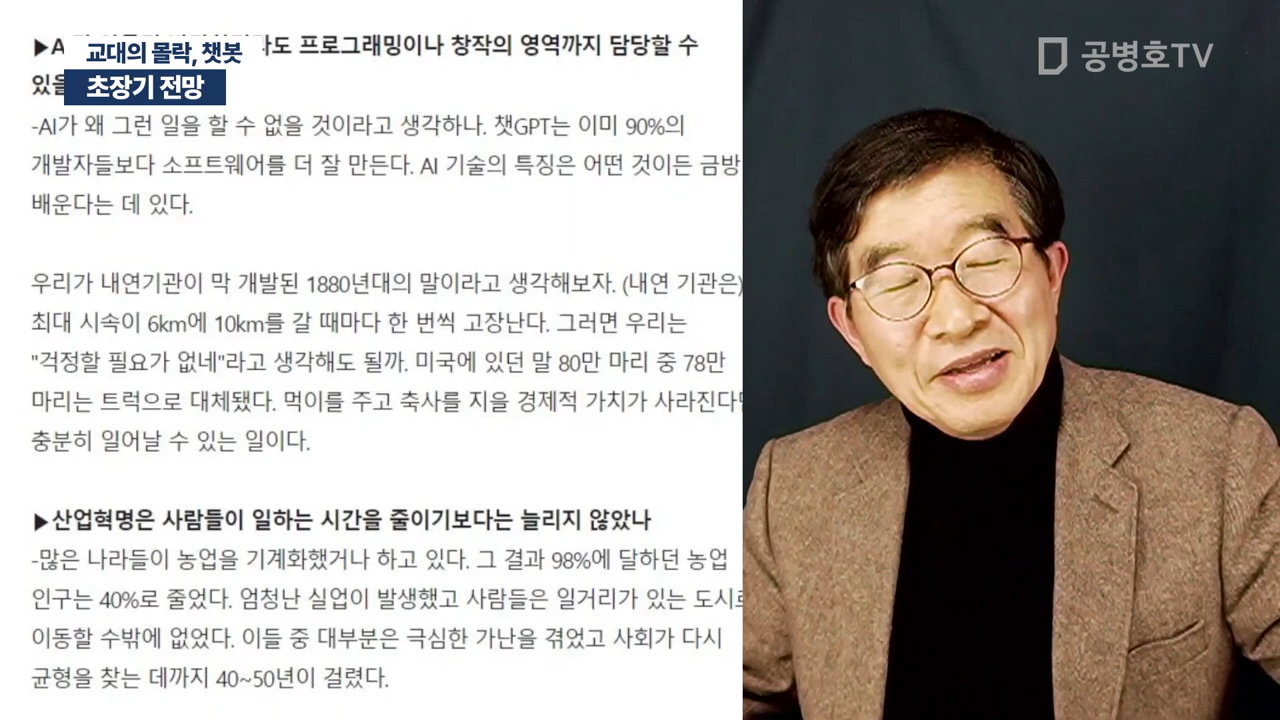 ▶A
도 프로그래밍이나 창작의 영역까지 담당할 수
있을
교대의 몰락, 챗봇
초장기 전망
-AI가 왜 그런 일을 할 수 없을 것이라고 생각하나. 챗GPT는 이미 90%의
개발자들보다 소프트웨어를 더 잘 만든다. AI 기술의 특징은 어떤 것이든 금방
배운다는 데 있다.
우리가 내연기관이 막 개발된 1880년대의 말이라고 생각해보자. (내연 기관은)
최대 시속이 6km에 10km를 갈 때마다 한 번씩 고장난다. 그러면 우리는
"걱정할 필요가 없네"라고 생각해도 될까. 미국에 있던 말 80만 마리 중 78만
마리는 트럭으로 대체됐다. 먹이를 주고 축사를 지을 경제적 가치가 사라진다
충분히 일어날 수 있는 일이다.
▶산업혁명은 사람들이 일하는 시간을 줄이기보다는 늘리지 않았나
-많은 나라들이 농업을 기계화했거나 하고 있다. 그 결과 98%에 달하던 농업
인구는 40%로 줄었다. 엄청난 실업이 발생했고 사람들은 일거리가 있는 도시
이동할 수밖에 없었다. 이들 중 대부분은 극심한 가난을 겪었고 사회가 다시
균형을 찾는 데까지 40~50년이 걸렸다.
공병호TV